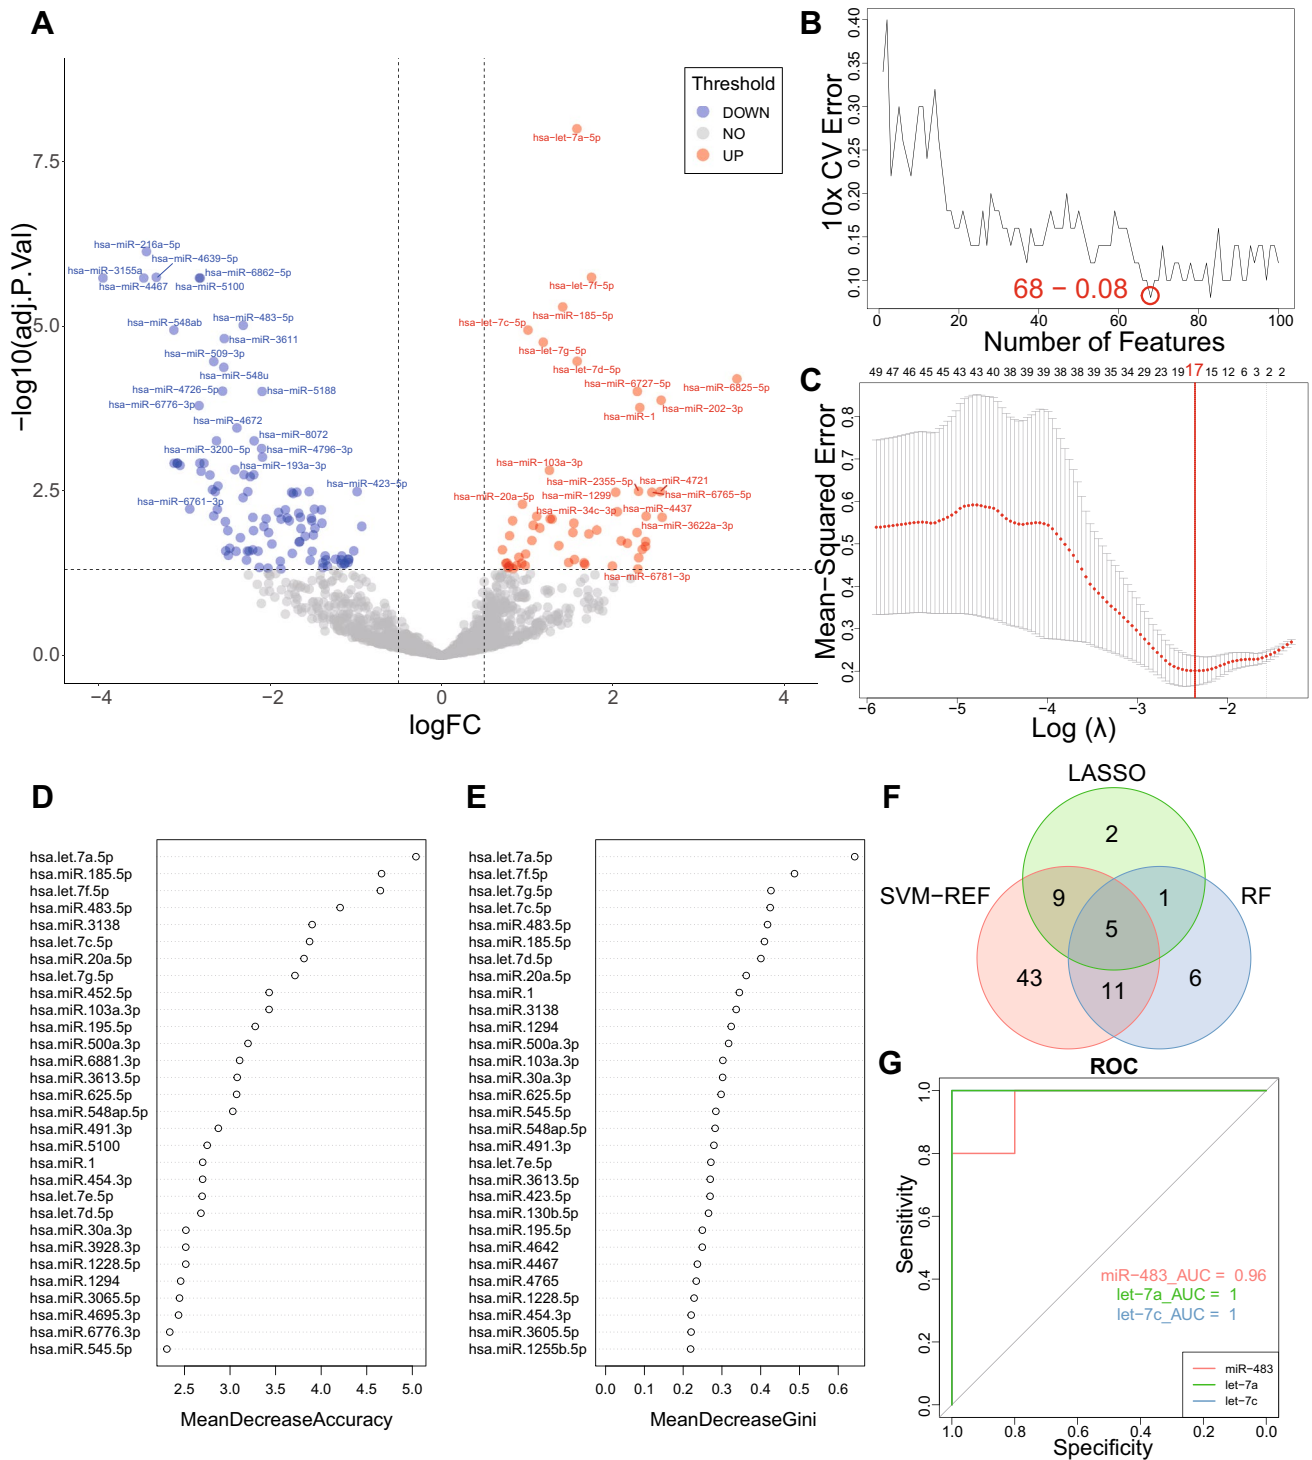 A
−log10(adj.P.Val)
7.5
5.0
2.5
0.0
−4
−2
0
2
4
logFC
Threshold
DOWN
NO
UP
hsa−let−7a−5p
hsa−miR−216a−5p
hsa−miR−4639−5p
hsa−miR−3155a
hsa−miR−6862−5p
hsa−miR−4467
hsa−miR−5100
hsa−miR−548ab
hsa−miR−483−5p
hsa−miR−3611
hsa−miR−509−3p
hsa−miR−548u
hsa−miR−4726−5p
hsa−miR−5188
hsa−miR−6776−3p
hsa−miR−4672
hsa−miR−8072
hsa−miR−3200−5p
hsa−miR−4796−3p
hsa−miR−193a−3p
hsa−miR−423−5p
hsa−miR−6761−3p
hsa−let−7f−5p
hsa−miR−185−5p
hsa−let−7c−5p
hsa−let−7g−5p
hsa−let−7d−5p
hsa−miR−6727−5p
hsa−miR−6825−5p
hsa−miR−202−3p
hsa−miR−1
hsa−miR−103a−3p
hsa−miR−2355−5p
hsa−miR−4721
hsa−miR−20a−5p
hsa−miR−1299
hsa−miR−6765−5p
hsa−miR−34c−3p
hsa−miR−4437
hsa−miR−3622a−3p
hsa−miR−6781−3p
B
10x CV Error
0.40
0.35
0.30
0.25
0.20
0.15
0.10
68 − 0.08
0
20
40
60
80
100
Number of Features
C
49 47 46 45 45 43 43 40 38 39 39 38 38 39 35 34 29 23 19 17 15 12 6 3 2 2
Mean−Squared Error
0.8
0.7
0.6
0.5
0.4
0.3
0.2
−6
−5
−4
−3
−2
Log (λ)
D
hsa.let.7a.5p
hsa.miR.185.5p
hsa.let.7f.5p
hsa.miR.483.5p
hsa.miR.3138
hsa.let.7c.5p
hsa.miR.20a.5p
hsa.let.7g.5p
hsa.miR.452.5p
hsa.miR.103a.3p
hsa.miR.195.5p
hsa.miR.500a.3p
hsa.miR.6881.3p
hsa.miR.3613.5p
hsa.miR.625.5p
hsa.miR.548ap.5p
hsa.miR.491.3p
hsa.miR.5100
hsa.miR.1
hsa.miR.454.3p
hsa.let.7e.5p
hsa.let.7d.5p
hsa.miR.30a.3p
hsa.miR.3928.3p
hsa.miR.1228.5p
hsa.miR.1294
hsa.miR.3065.5p
hsa.miR.4695.3p
hsa.miR.6776.3p
hsa.miR.545.5p
2.5
3.0
3.5
4.0
4.5
5.0
MeanDecreaseAccuracy
E
hsa.let.7a.5p
hsa.let.7f.5p
hsa.let.7g.5p
hsa.let.7c.5p
hsa.miR.483.5p
hsa.miR.185.5p
hsa.let.7d.5p
hsa.miR.20a.5p
hsa.miR.1
hsa.miR.3138
hsa.miR.1294
hsa.miR.500a.3p
hsa.miR.103a.3p
hsa.miR.30a.3p
hsa.miR.625.5p
hsa.miR.545.5p
hsa.miR.548ap.5p
hsa.miR.491.3p
hsa.let.7e.5p
hsa.miR.3613.5p
hsa.miR.423.5p
hsa.miR.130b.5p
hsa.miR.195.5p
hsa.miR.4642
hsa.miR.4467
hsa.miR.4765
hsa.miR.1228.5p
hsa.miR.454.3p
hsa.miR.3605.5p
hsa.miR.1255b.5p
0.0
0.1
0.2
0.3
0.4
0.5
0.6
MeanDecreaseGini
F
LASSO
2
SVM−REF
9
1
RF
5
43
11
6
G
ROC
Sensitivity
1.0
0.8
0.6
0.4
0.2
0.0
miR−483_AUC = 0.96
let−7a_AUC = 1
let−7c_AUC = 1
miR−483
let−7a
let−7c
1.0
0.8
0.6
0.4
0.2
0.0
Specificity